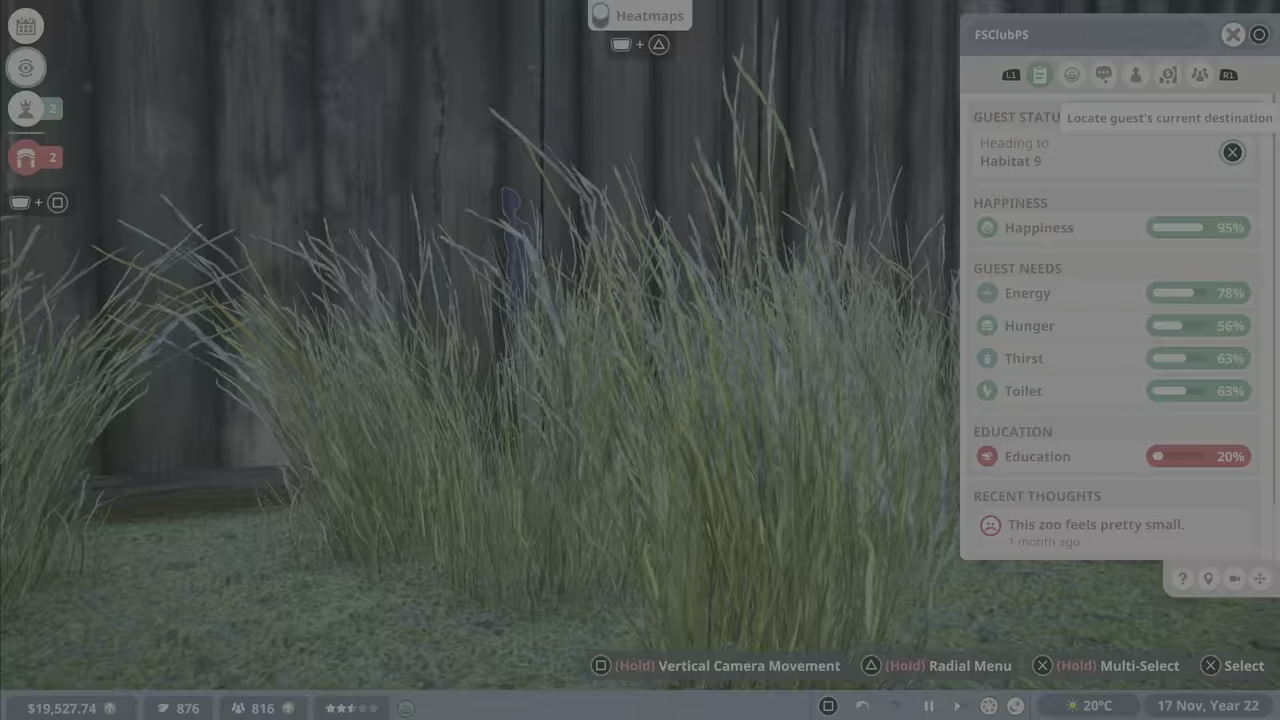 Heatmaps
+
2
2
+
FSClubPS
L1
R1
GUEST STATU
Locate guest's current destination
Heading to
Habitat 9
HAPPINESS
Happiness 95%
GUEST NEEDS
Energy 78%
Hunger 56%
Thirst 63%
Toilet 63%
EDUCATION
Education 20%
RECENT THOUGHTS
This zoo feels pretty small.
1 month ago
?
(Hold) Vertical Camera Movement (Hold) Radial Menu (Hold) Multi-Select Select
$19,527.74 876 816 20°C 17 Nov, Year 22